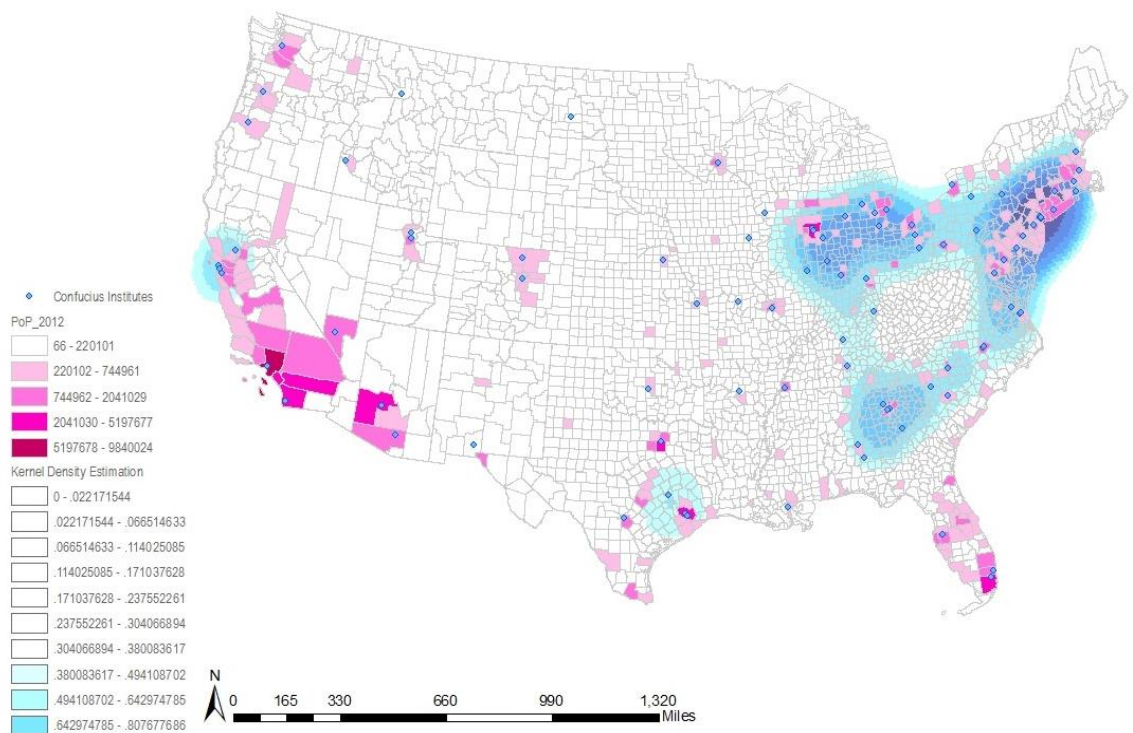 Confucius Institutes
PoP_2012
66 - 220101
220102 - 744961
744962 - 2041029
2041030 - 5197677
5197678 - 9840024
Kernel Density Estimation
0 - .022171544
.022171544 - .066514633
.066514633 - .114025085
.114025085 - .171037628
.171037628 - .237552261
.237552261 - .304066894
.304066894 - .380083617
.380083617 - .494108702
.494108702 - .642974785
.642974785 - .807677686
N
0 165 330 660 990 1,320
Miles